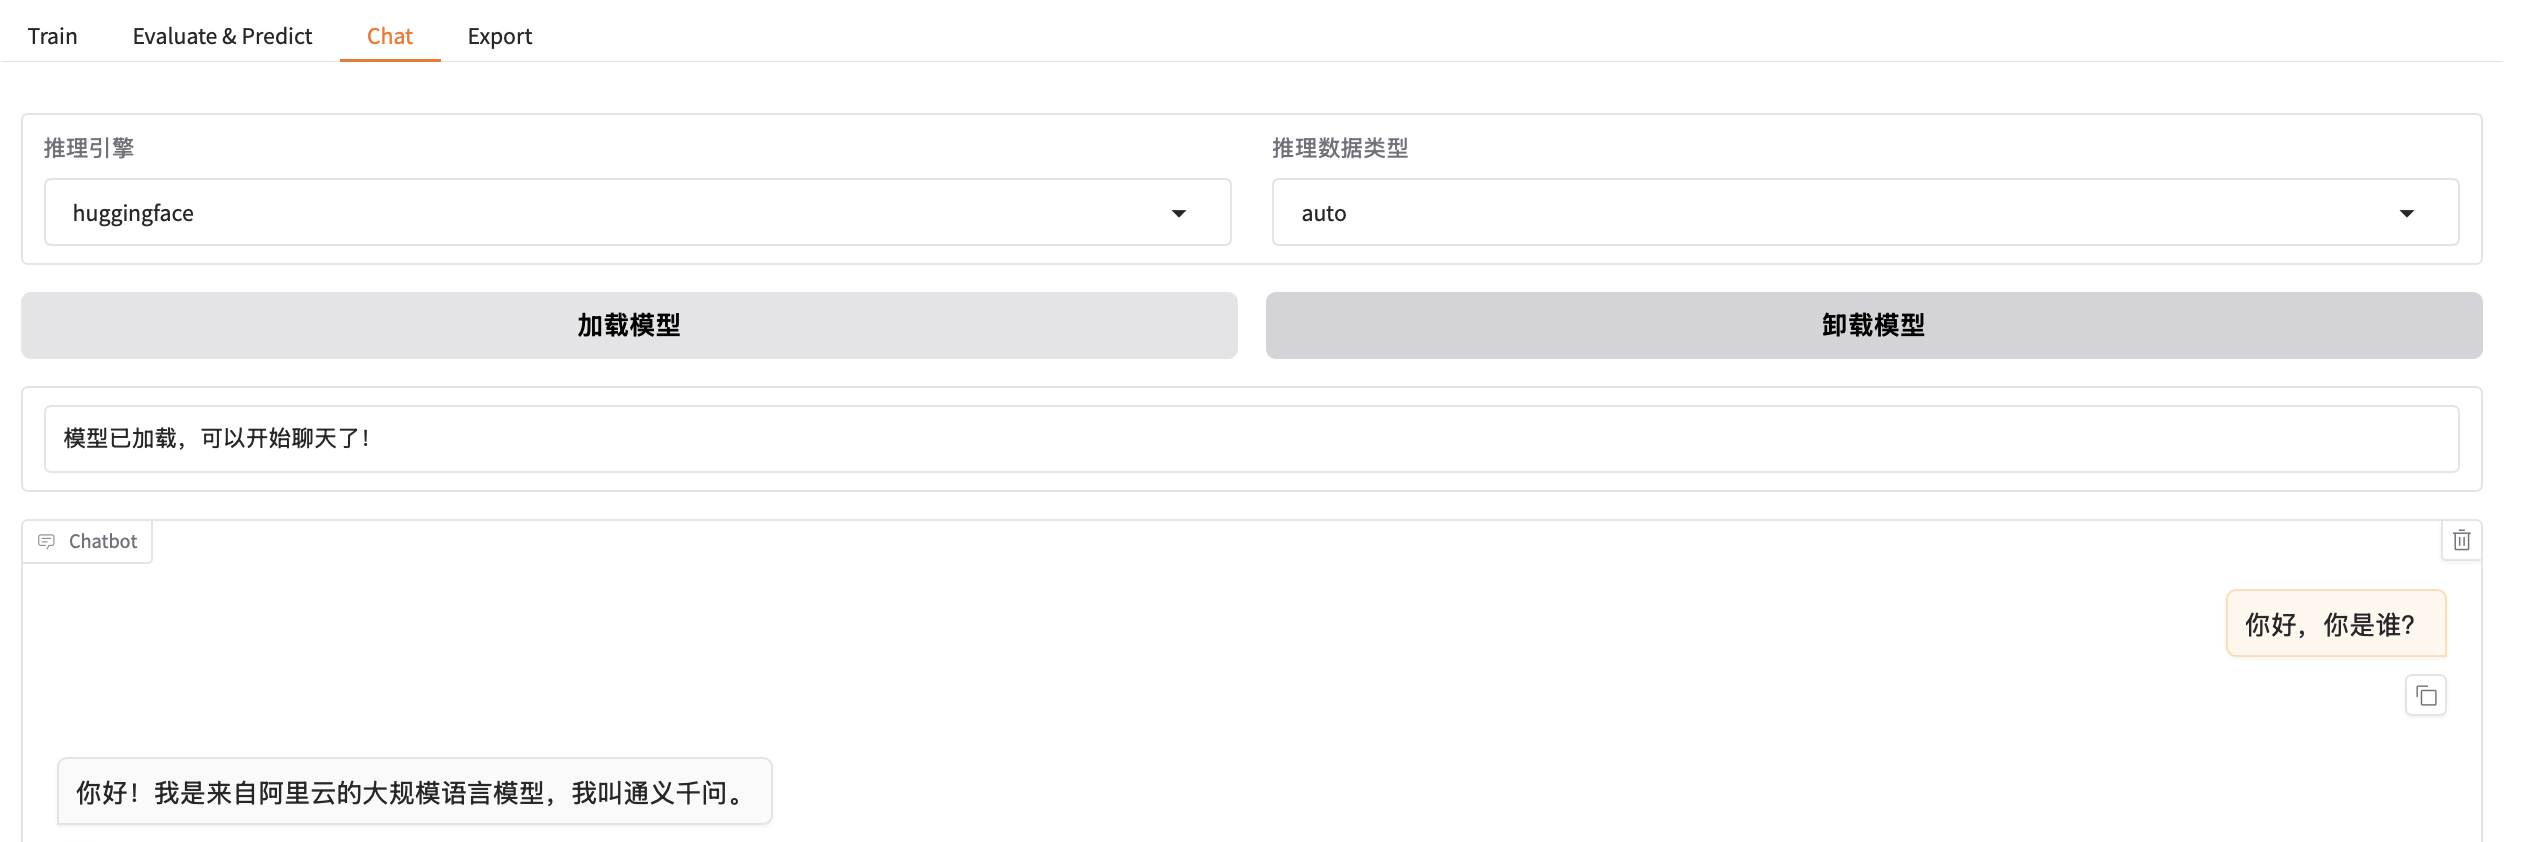 Train Evaluate & Predict Chat Export
推理引擎 推理数据类型
huggingface auto
加载模型 卸载模型
模型已加载，可以开始聊天了！
Chatbot
你好，你是谁？
你好！我是来自阿里云的大规模语言模型，我叫通义千问。